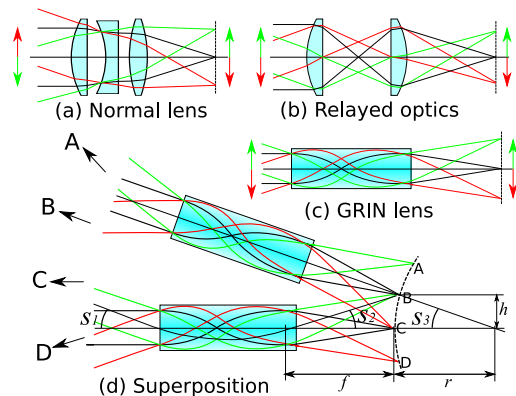 (a) Normal lens
(b) Relayed optics
(c) GRIN lens
A
B
C
D
A
B
C
D
S1
S2
S3
h
f
r
(d) Superposition